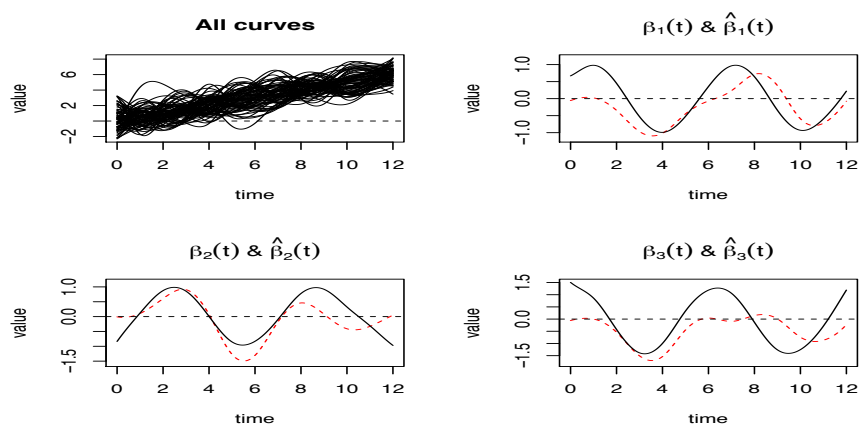 All curves
value
6
2
−2
0 2 4 6 8 10 12
time
β₁(t) & β̂₁(t)
value
1.0
0.0
−1.0
0 2 4 6 8 10 12
time
β₂(t) & β̂₂(t)
value
1.0
0.0
−1.5
0 2 4 6 8 10 12
time
β₃(t) & β̂₃(t)
value
1.5
0.0
−1.5
0 2 4 6 8 10 12
time